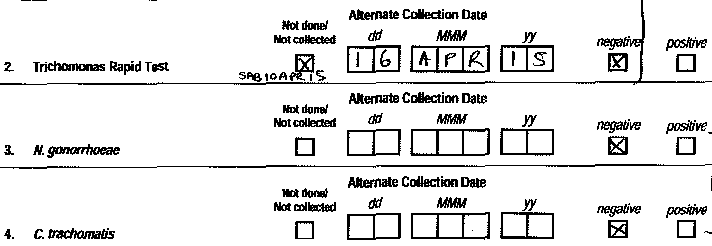 Alternate Collection Date
Not done/
Not collected
dd MMM yy
negative positive
2. Trichomonas Rapid Test
16 APR 15
SAB10APR15
Alternate Collection Date
Not done/
Not collected
dd MMM yy
negative positive
3. N. gonorrhoeae
Alternate Collection Date
Not done/
Not collected
dd MMM yy
negative positive
4. C. trachomatis